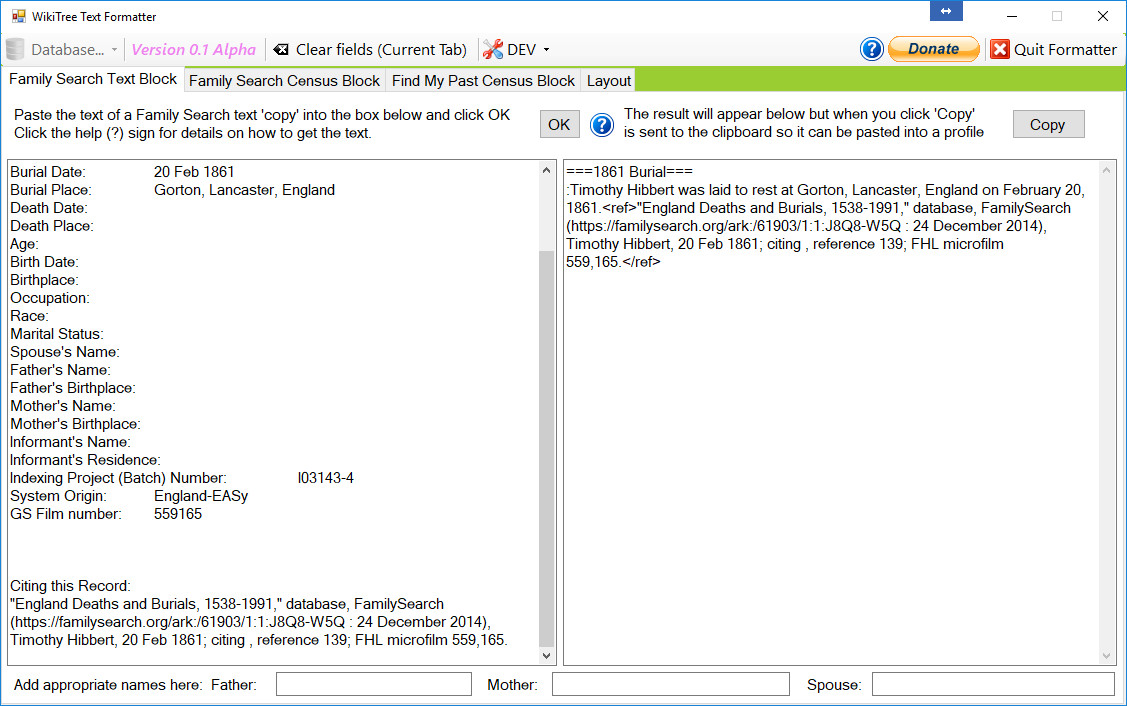 WikiTree Text Formatter
Database... Version 0.1 Alpha Clear fields (Current Tab) DEV ? Donate Quit Formatter
Family Search Text Block Family Search Census Block Find My Past Census Block Layout
Paste the text of a Family Search text 'copy' into the box below and click OK
Click the help (?) sign for details on how to get the text.
OK
?
The result will appear below but when you click 'Copy'
is sent to the clipboard so it can be pasted into a profile
Copy
Burial Date: 20 Feb 1861
Burial Place: Gorton, Lancaster, England
Death Date:
Death Place:
Age:
Birth Date:
Birthplace:
Occupation:
Race:
Marital Status:
Spouse's Name:
Father's Name:
Father's Birthplace:
Mother's Name:
Mother's Birthplace:
Informant's Name:
Informant's Residence:
Indexing Project (Batch) Number: I03143-4
System Origin: England-EASy
GS Film number: 559165
Citing this Record:
"England Deaths and Burials, 1538-1991," database, FamilySearch
(https://familysearch.org/ark:/61903/1:1:J8Q8-W5Q : 24 December 2014),
Timothy Hibbert, 20 Feb 1861; citing , reference 139; FHL microfilm 559,165.
===1861 Burial===
:Timothy Hibbert was laid to rest at Gorton, Lancaster, England on February 20,
1861.<ref>"England Deaths and Burials, 1538-1991," database, FamilySearch
(https://familysearch.org/ark:/61903/1:1:J8Q8-W5Q : 24 December 2014),
Timothy Hibbert, 20 Feb 1861; citing , reference 139; FHL microfilm
559,165.</ref>
Add appropriate names here: Father: Mother: Spouse: